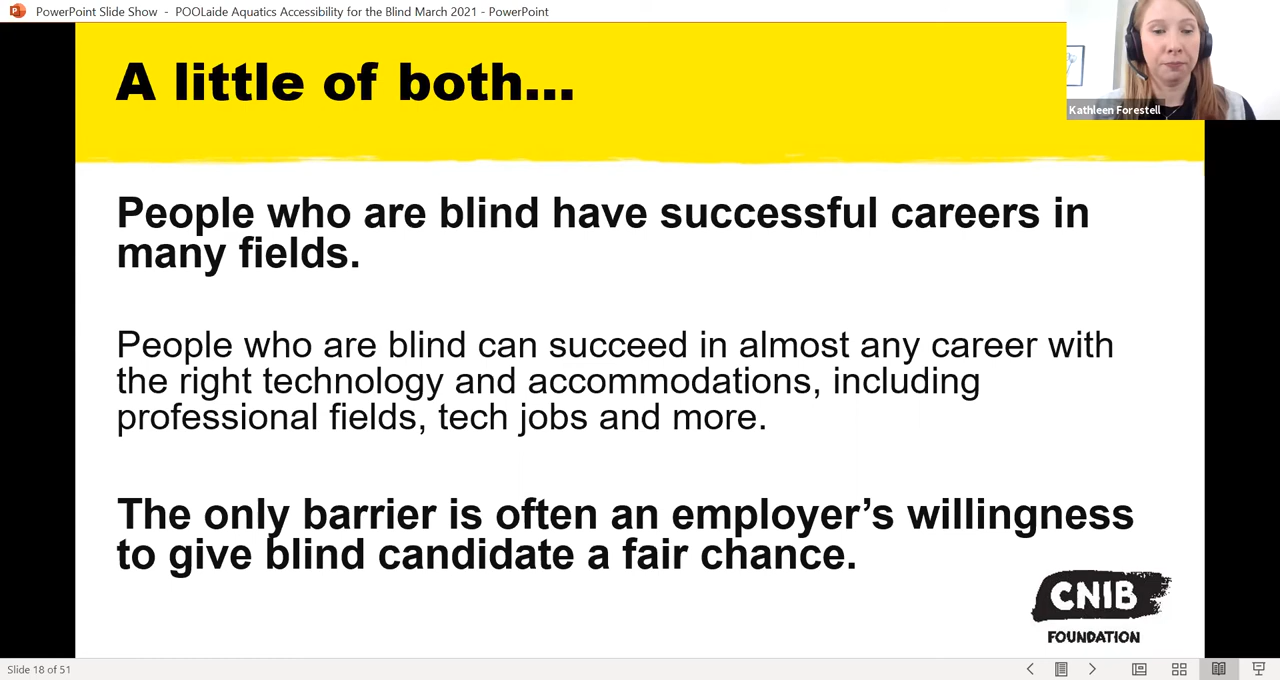 PowerPoint Slide Show - POOLaide Aquatics Accessibility for the Blind March 2021 - PowerPoint
Kathleen Forestell
A little of both...
People who are blind have successful careers in
many fields.
People who are blind can succeed in almost any career with
the right technology and accommodations, including
professional fields, tech jobs and more.
The only barrier is often an employer’s willingness
to give blind candidate a fair chance.
CNIB
FOUNDATION
Slide 18 of 51